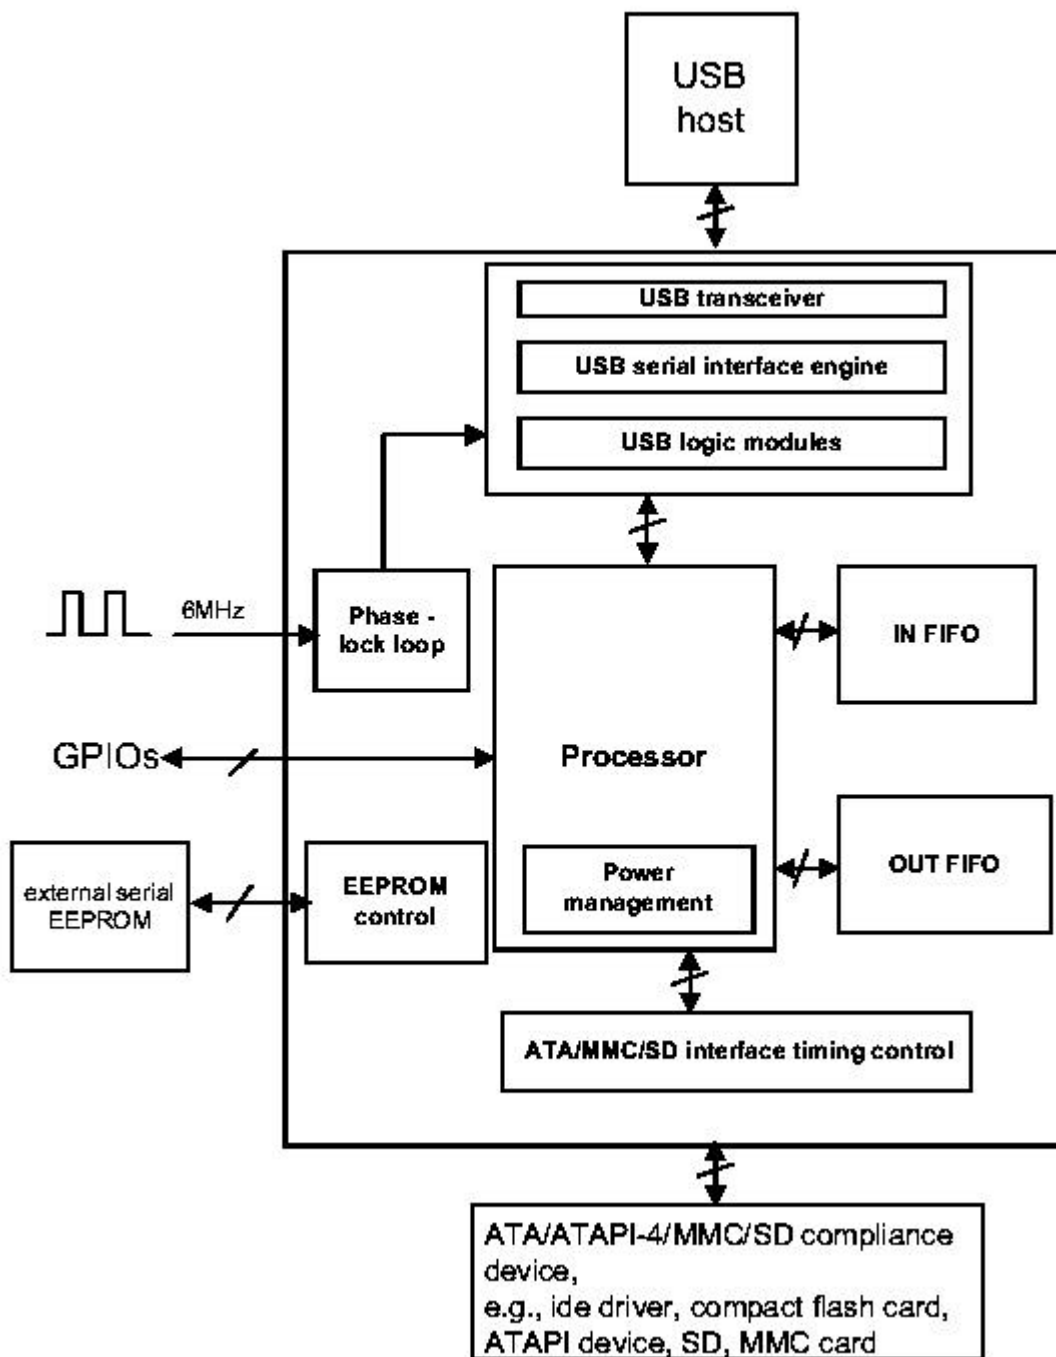 USB
host
USB transceiver
USB serial interface engine
USB logic modules
6MHz
Phase -
lock loop
IN FIFO
GPIOs
Processor
external serial
EEPROM
EEPROM
control
Power
management
OUT FIFO
ATA/MMC/SD interface timing control
ATA/ATAPI-4/MMC/SD compliance
device,
e.g., ide driver, compact flash card,
ATAPI device, SD, MMC card